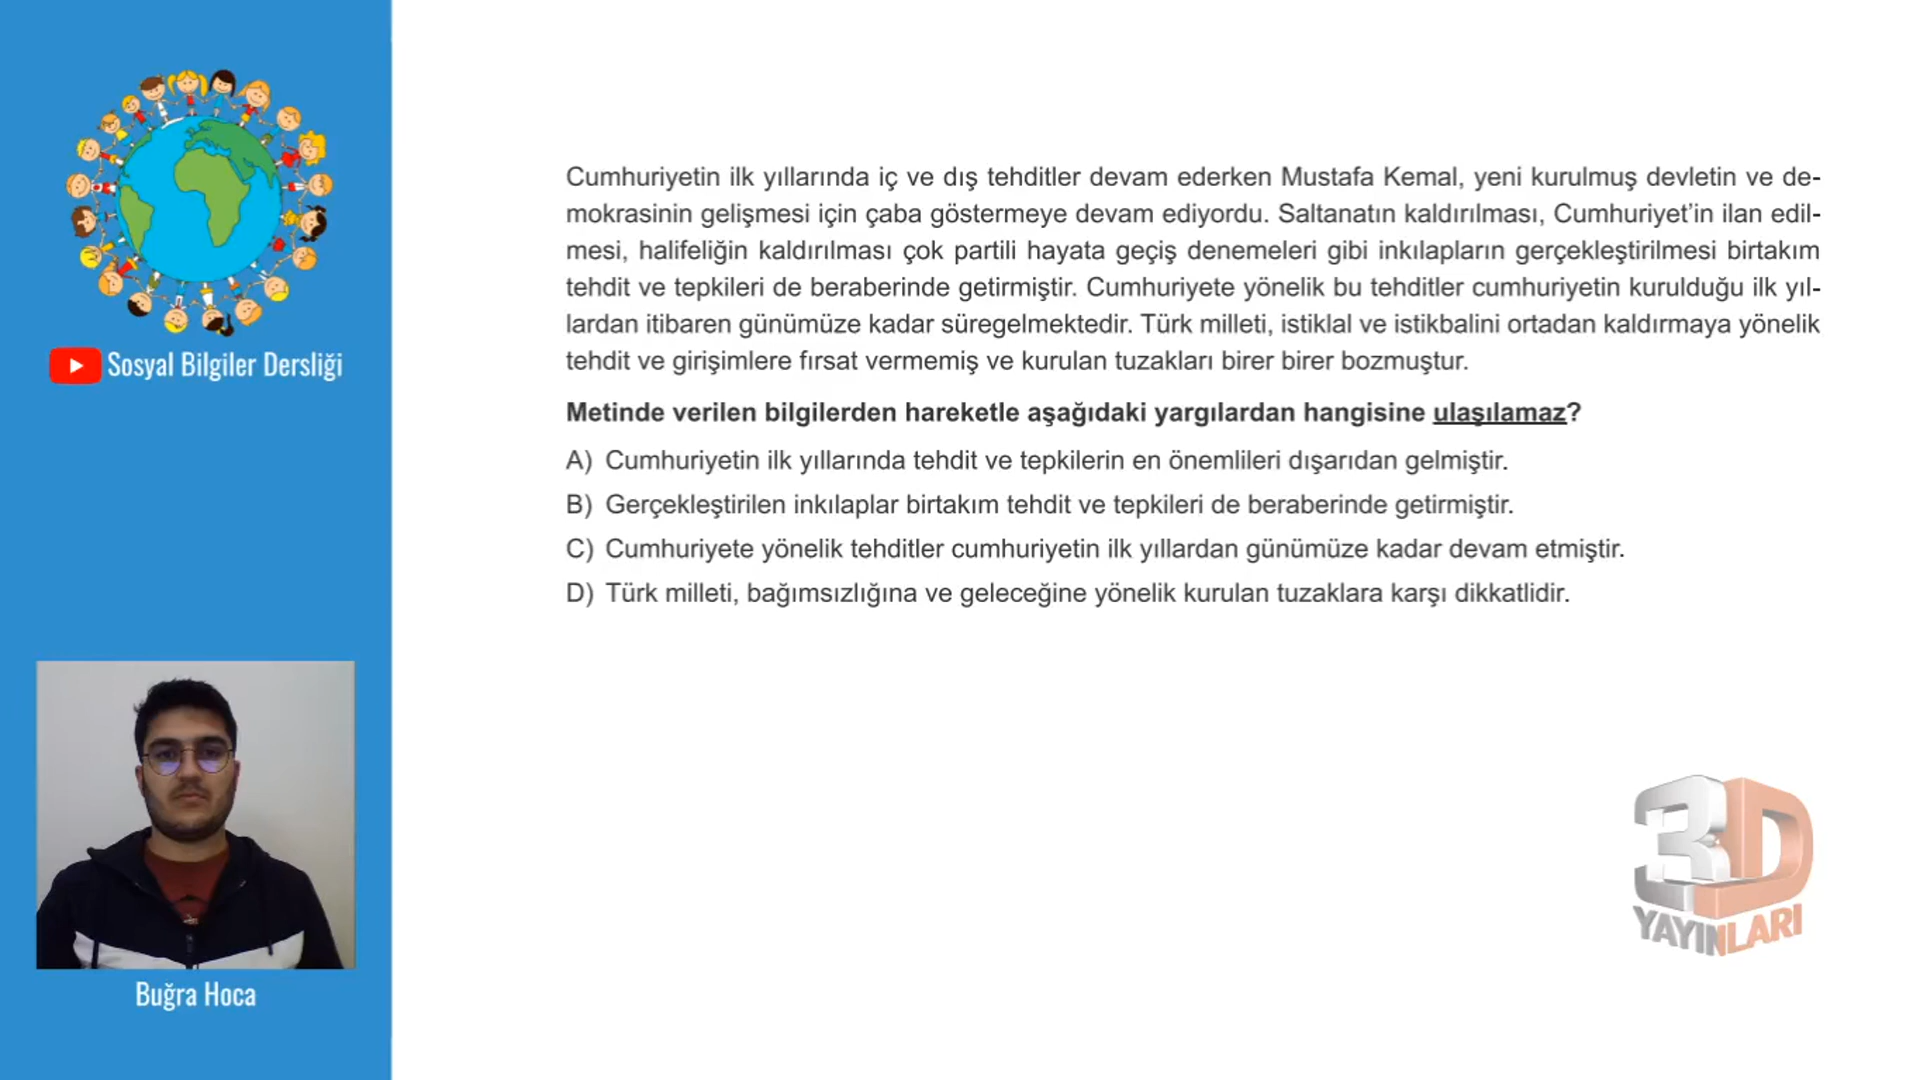 Cumhuriyetin ilk yıllarında iç ve dış tehditler devam ederken Mustafa Kemal, yeni kurulmuş devletin ve de-
mokrasinin gelişmesi için çaba göstermeye devam ediyordu. Saltanatın kaldırılması, Cumhuriyet’in ilan edil-
mesi, halifeliğin kaldırılması çok partili hayata geçiş denemeleri gibi inkılapların gerçekleştirilmesi birtakım
tehdit ve tepkileri de beraberinde getirmiştir. Cumhuriyete yönelik bu tehditler cumhuriyetin kurulduğu ilk yıl-
lardan itibaren günümüze kadar süregelmektedir. Türk milleti, istiklal ve istikbalini ortadan kaldırmaya yönelik
tehdit ve girişimlere fırsat vermemiş ve kurulan tuzakları birer birer bozmuştur.
Metinde verilen bilgilerden hareketle aşağıdaki yargılardan hangisine ulaşılamaz?
A) Cumhuriyetin ilk yıllarında tehdit ve tepkilerin en önemlileri dışarıdan gelmiştir.
B) Gerçekleştirilen inkılaplar birtakım tehdit ve tepkileri de beraberinde getirmiştir.
C) Cumhuriyete yönelik tehditler cumhuriyetin ilk yıllardan günümüze kadar devam etmiştir.
D) Türk milleti, bağımsızlığına ve geleceğine yönelik kurulan tuzaklara karşı dikkatlidir.
Sosyal Bilgiler Dersliği
Buğra Hoca
3D
YAYINLARI